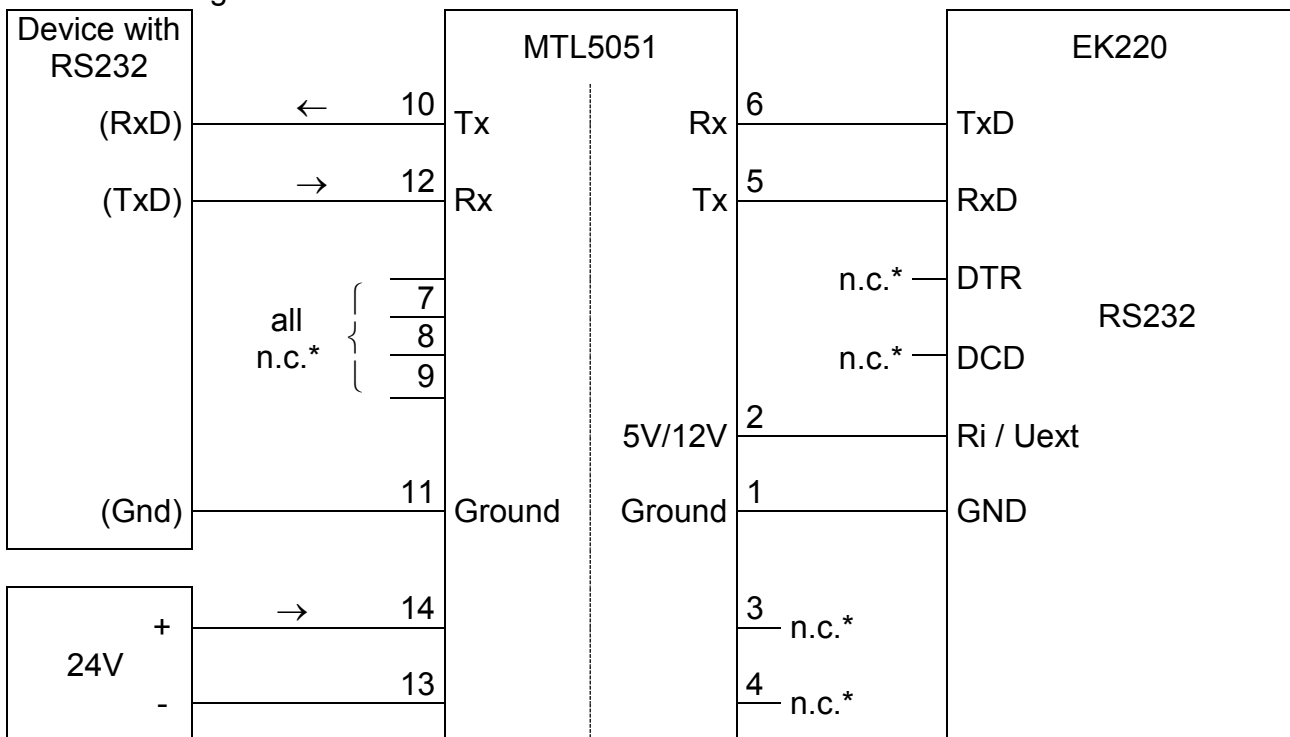 Device with
RS232
MTL5051
EK220
(RxD) ← 10 Tx Rx 6 TxD
(TxD) → 12 Rx Tx 5 RxD
7
8
9
all
n.c.*
n.c.* DTR
RS232
n.c.* DCD
5V/12V 2 Ri / Uext
(Gnd) 11 Ground Ground 1 GND
+ → 14
24V
- 13
3 n.c.*
4 n.c.*